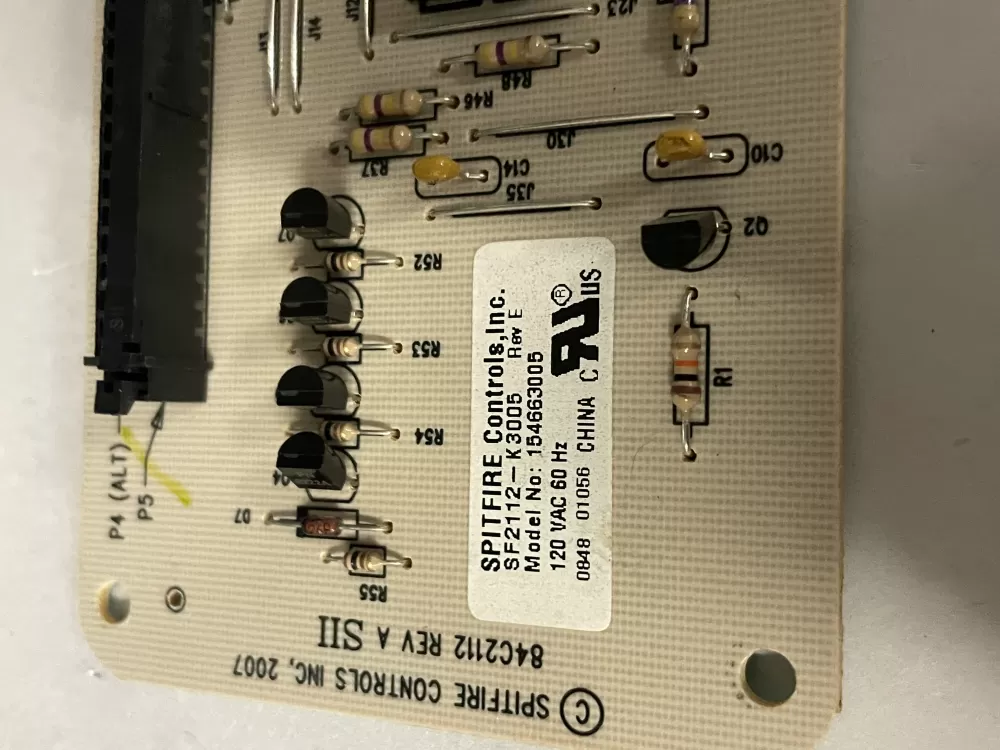 SPITFIRE Controls,Inc.
SF2112-K3005 Rev E
Model No: 154663005
120 VAC 60 Hz
0848 01056 CHINA C RU ® US
© SPITFIRE CONTROLS INC, 2007
84C2112 REV A SII
P4 (ALT)
P5
J14
J12
J23
R48
R46
R37
J30
C14
C10
J35
Q2
R52
R53
R1
R54
D7
R55